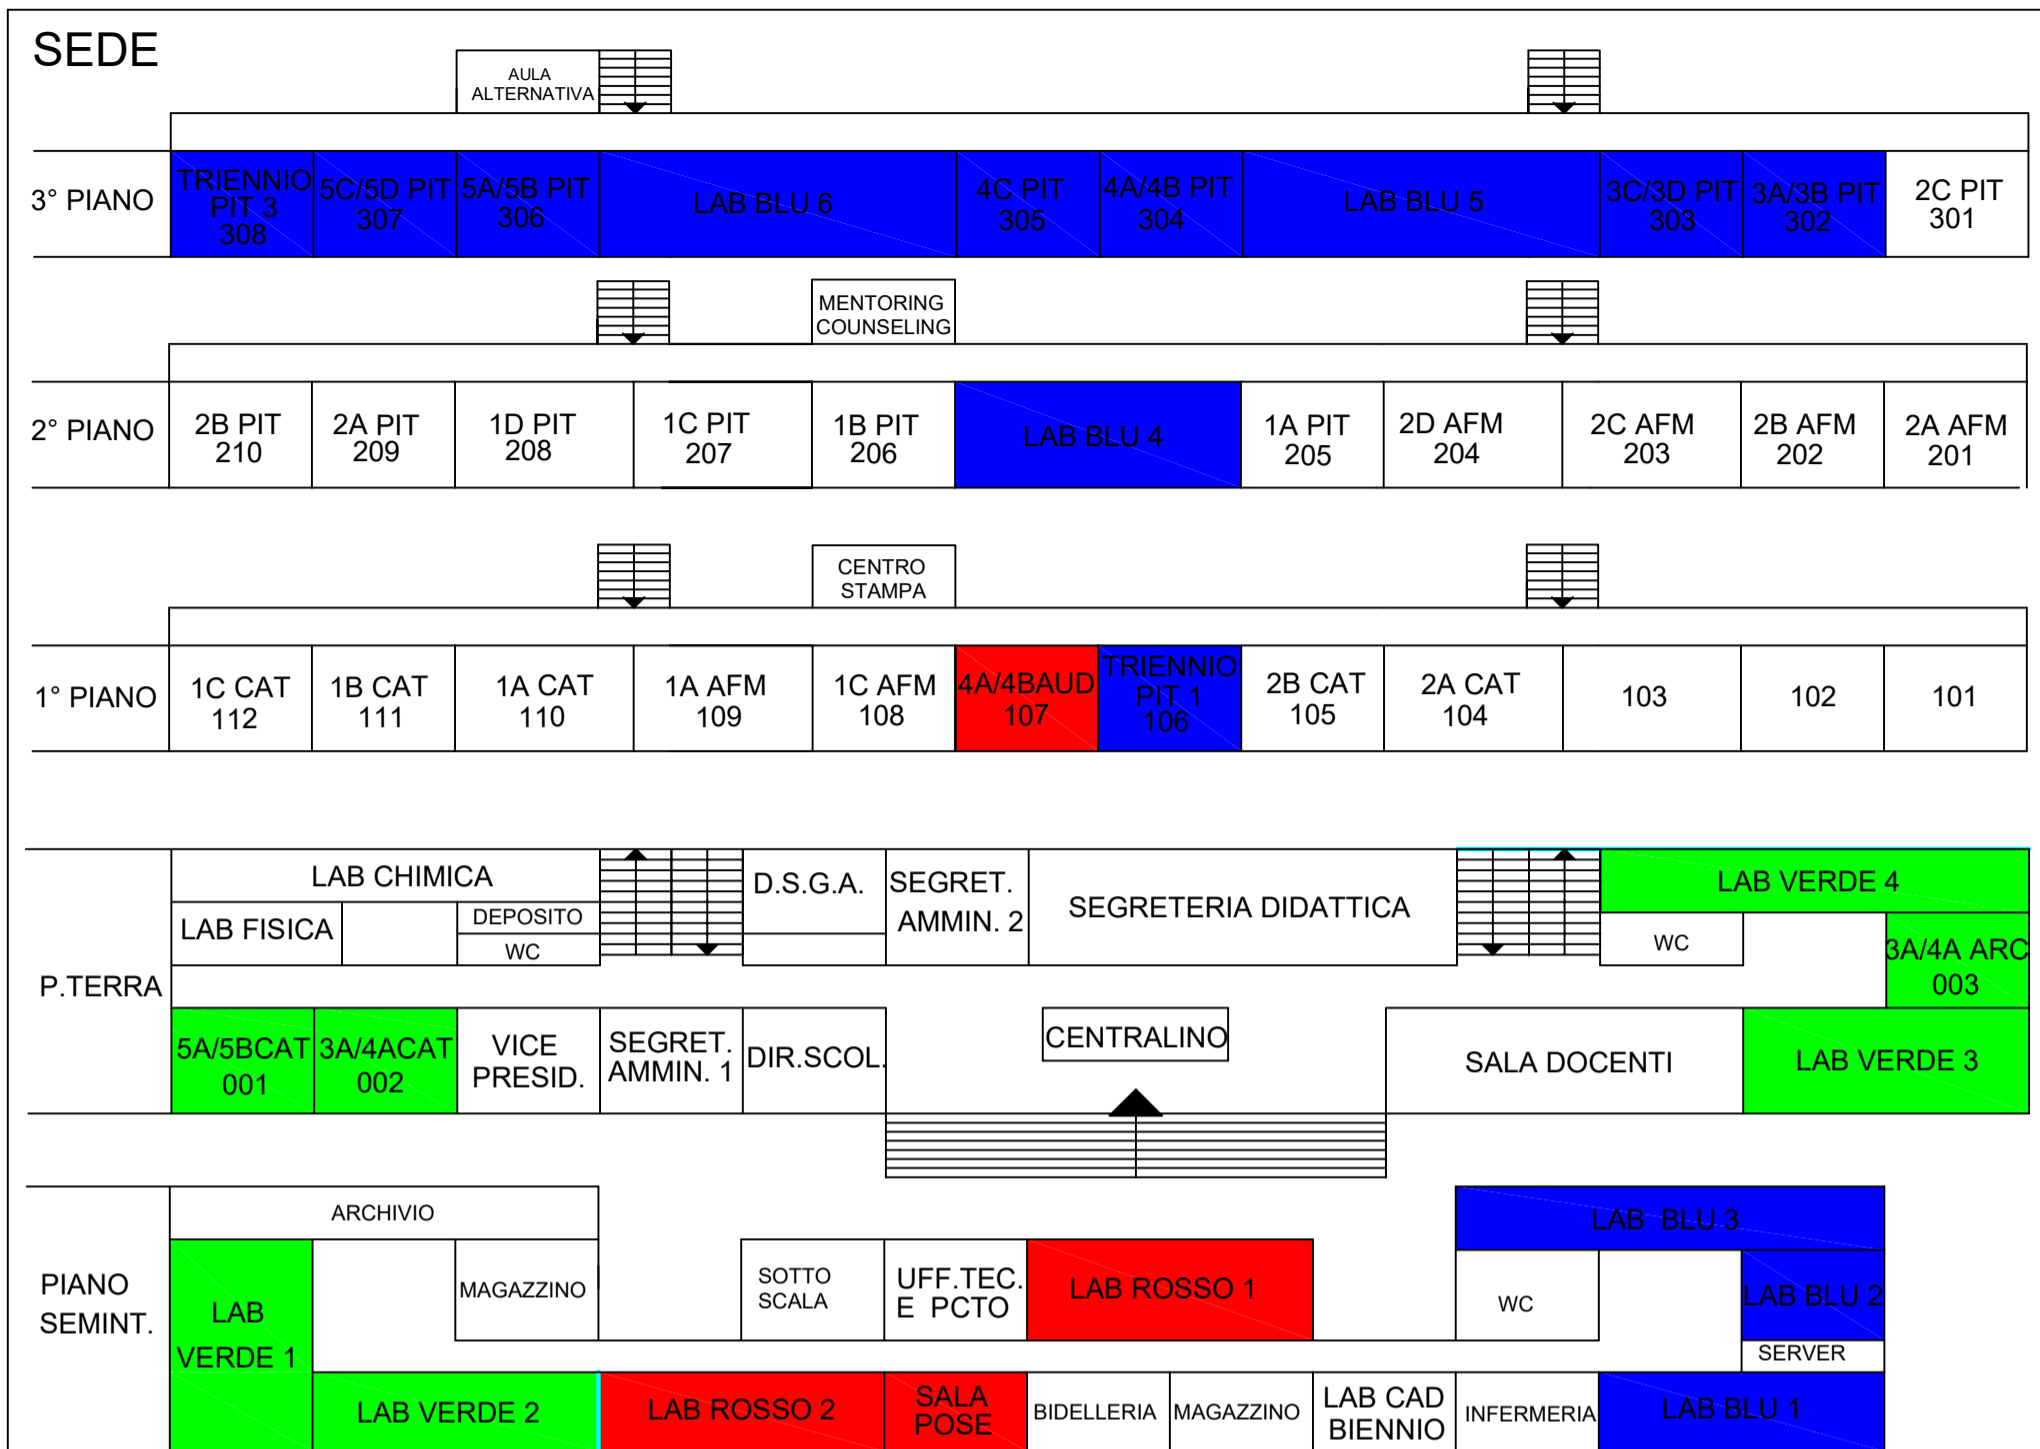 SEDE
AULA
ALTERNATIVA
3° PIANO
TRIENNIO
PIT 3
308
5C/5D PIT
307
5A/5B PIT
306
LAB BLU 6
4C PIT
305
4A/4B PIT
304
LAB BLU 5
3C/3D PIT
303
3A/3B PIT
302
2C PIT
301
MENTORING
COUNSELING
2° PIANO
2B PIT
210
2A PIT
209
1D PIT
208
1C PIT
207
1B PIT
206
LAB BLU 4
1A PIT
205
2D AFM
204
2C AFM
203
2B AFM
202
2A AFM
201
CENTRO
STAMPA
1° PIANO
1C CAT
112
1B CAT
111
1A CAT
110
1A AFM
109
1C AFM
108
4A/4BAUD
107
TRIENNIO
PIT 1
106
2B CAT
105
2A CAT
104
103
102
101
P.TERRA
LAB CHIMICA
LAB FISICA
DEPOSITO
WC
D.S.G.A.
SEGRET.
AMMIN. 2
SEGRETERIA DIDATTICA
LAB VERDE 4
WC
3A/4A ARC
003
5A/5BCAT
001
3A/4ACAT
002
VICE
PRESID.
SEGRET.
AMMIN. 1
DIR.SCOL.
CENTRALINO
SALA DOCENTI
LAB VERDE 3
PIANO
SEMINT.
ARCHIVIO
LAB
VERDE 1
MAGAZZINO
SOTTO
SCALA
UFF.TEC.
E PCTO
LAB ROSSO 1
LAB BLU 3
WC
LAB BLU 2
SERVER
LAB VERDE 2
LAB ROSSO 2
SALA
POSE
BIDELLERIA
MAGAZZINO
LAB CAD
BIENNIO
INFERMERIA
LAB BLU 1